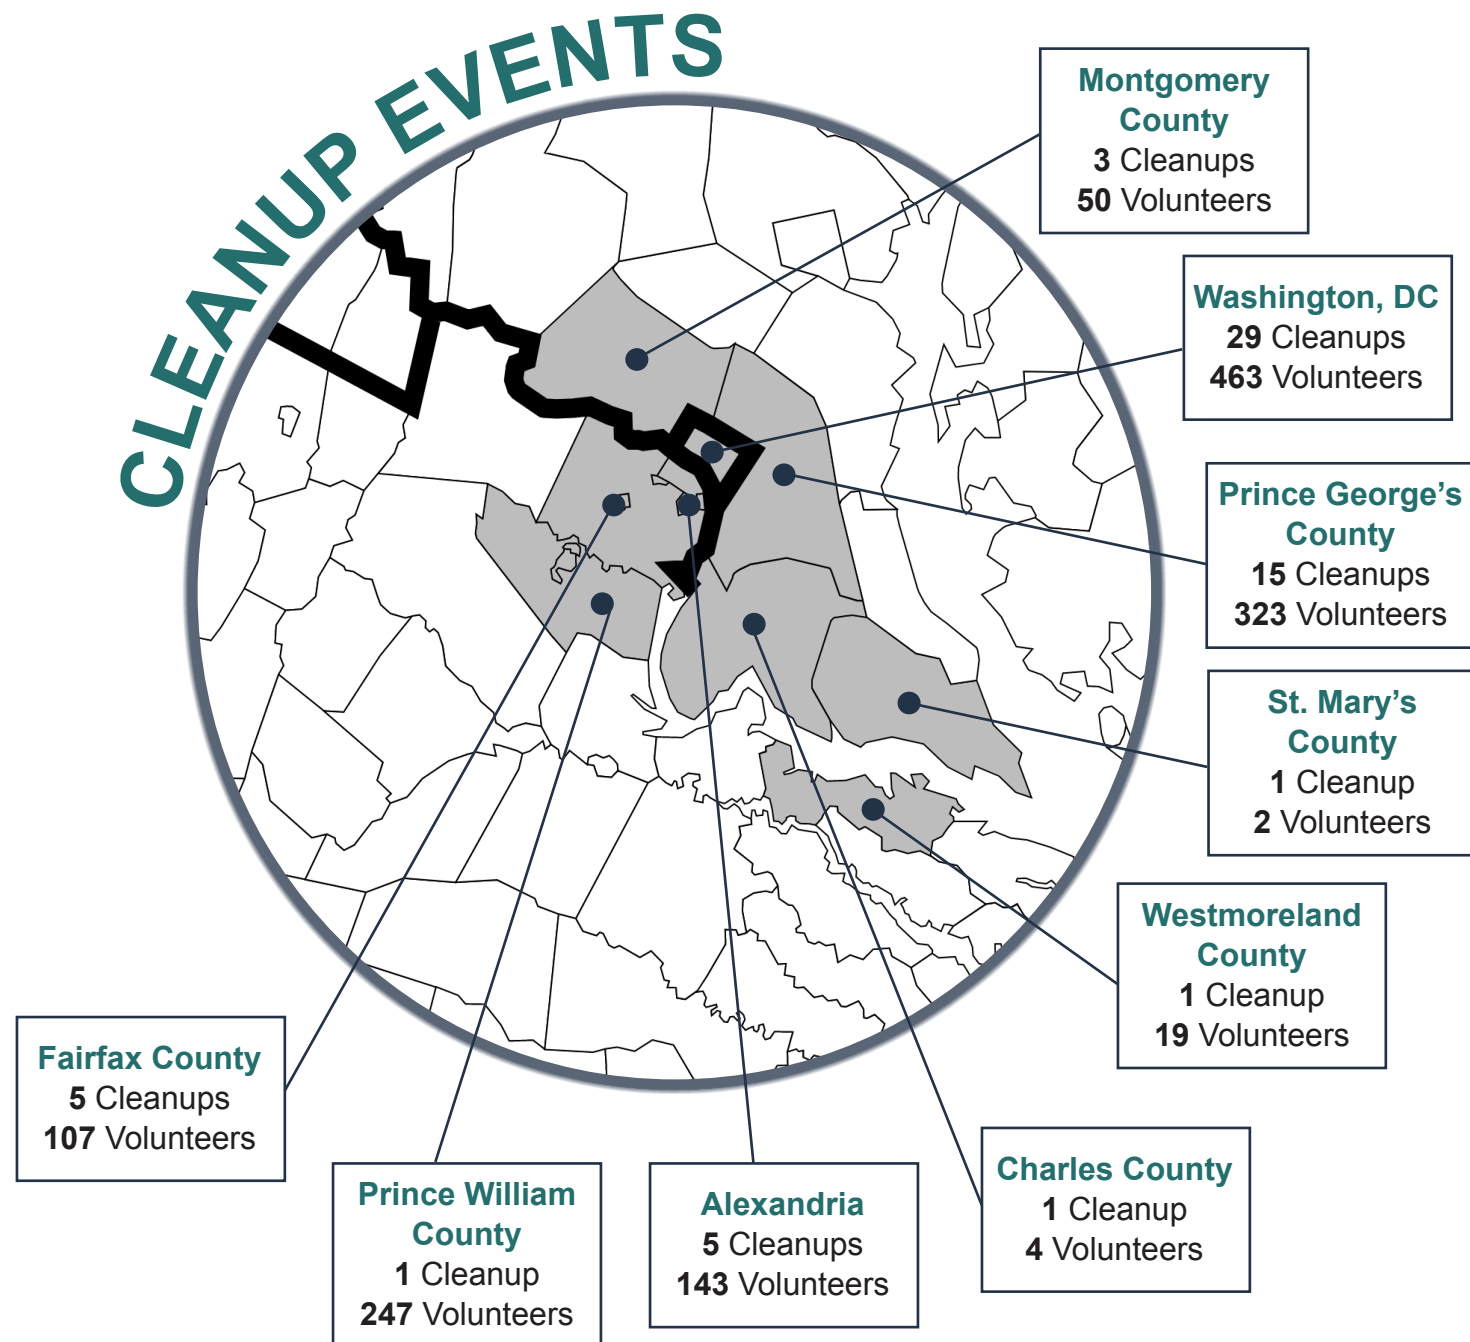 CLEANUP EVENTS
Montgomery
County
3 Cleanups
50 Volunteers
Washington, DC
29 Cleanups
463 Volunteers
Prince George’s
County
15 Cleanups
323 Volunteers
St. Mary’s
County
1 Cleanup
2 Volunteers
Westmoreland
County
1 Cleanup
19 Volunteers
Charles County
1 Cleanup
4 Volunteers
Alexandria
5 Cleanups
143 Volunteers
Prince William
County
1 Cleanup
247 Volunteers
Fairfax County
5 Cleanups
107 Volunteers